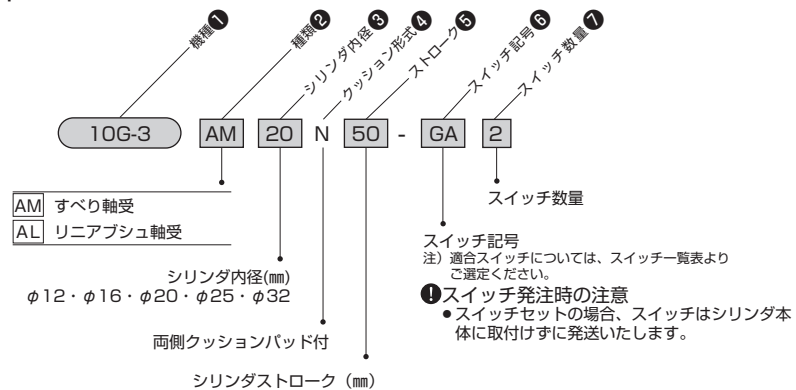 機種❶
種類❷
シリンダ内径❸
クッション形式❹
ストローク❺
スイッチ記号❻
スイッチ数量❼
10G-3 AM 20 N 50 - GA 2
AM すべり軸受
AL リニアブシュ軸受
シリンダ内径(㎜)
φ12・φ16・φ20・φ25・φ32
両側クッションパッド付
シリンダストローク（㎜）
スイッチ数量
スイッチ記号
注）適合スイッチについては、スイッチ一覧表より
ご選定ください。
!スイッチ発注時の注意
●スイッチセットの場合、スイッチはシリンダ本
体に取付けずに発送いたします。